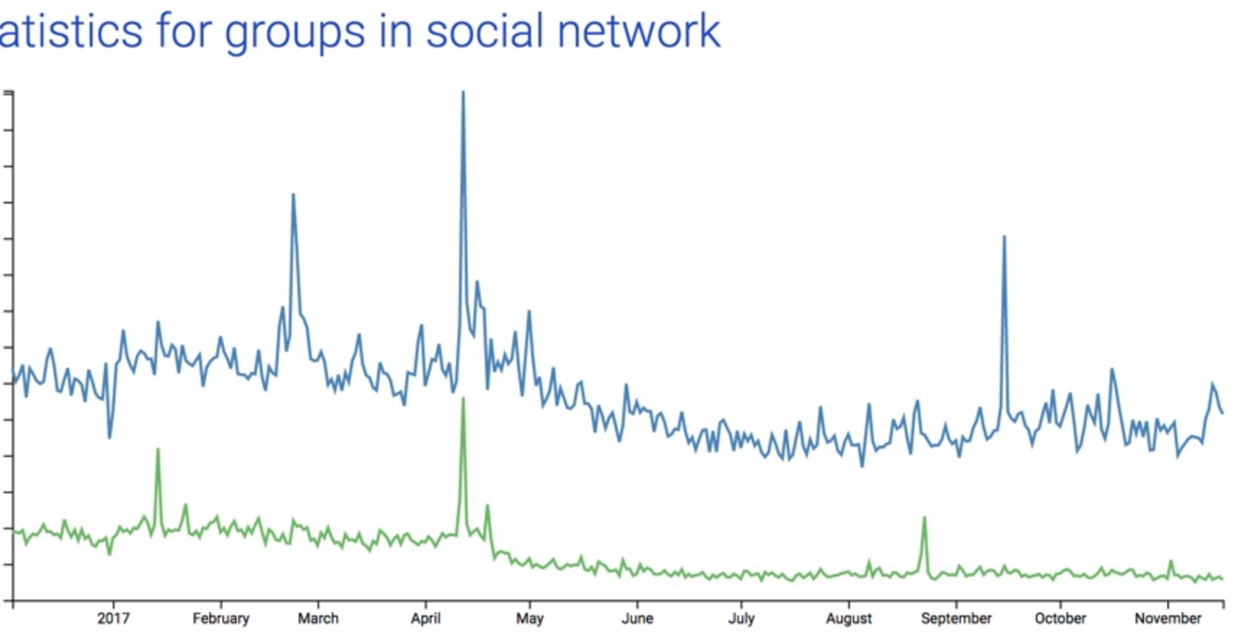 atistics for groups in social network
2017 February March April May June July August September October November